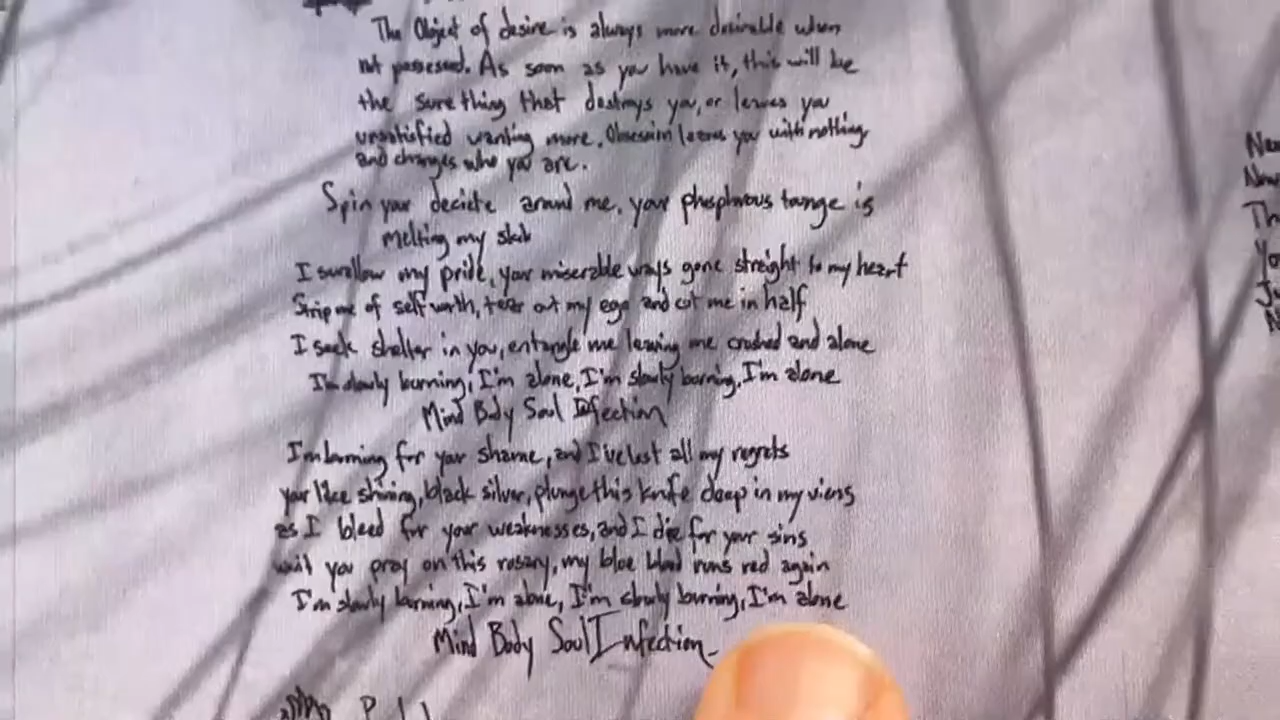 The Object of desire is always more desirable when
not possesed. As soon as you have it, this will be
the sure thing that destroys you, or leaves you
unsatisfied wanting more. Obsession leaves you with nothing
and changes who you are.
Spin your decicte around me, your phosphrous tounge is
melting my skin
I swallow my pride, your miserable ways gone streight to my heart
Strip me of self worth, tear out my ego and cut me in half
I seek shelter in you, entangle me leaving me crushed and alone
I'm slowly burning, I'm alone, I'm slowly burning, I'm alone
Mind Body Soul Infection
I'm burning for your shame, and I've lost all my regrets
your like shining, black silver, plunge this knife deep in my viens
as I bleed for your weaknesses, and I die for your sins
will you pray on this rosary, my blue blood runs red again
I'm slowly burning, I'm alone, I'm slowly burning, I'm alone
Mind Body Soul Infection